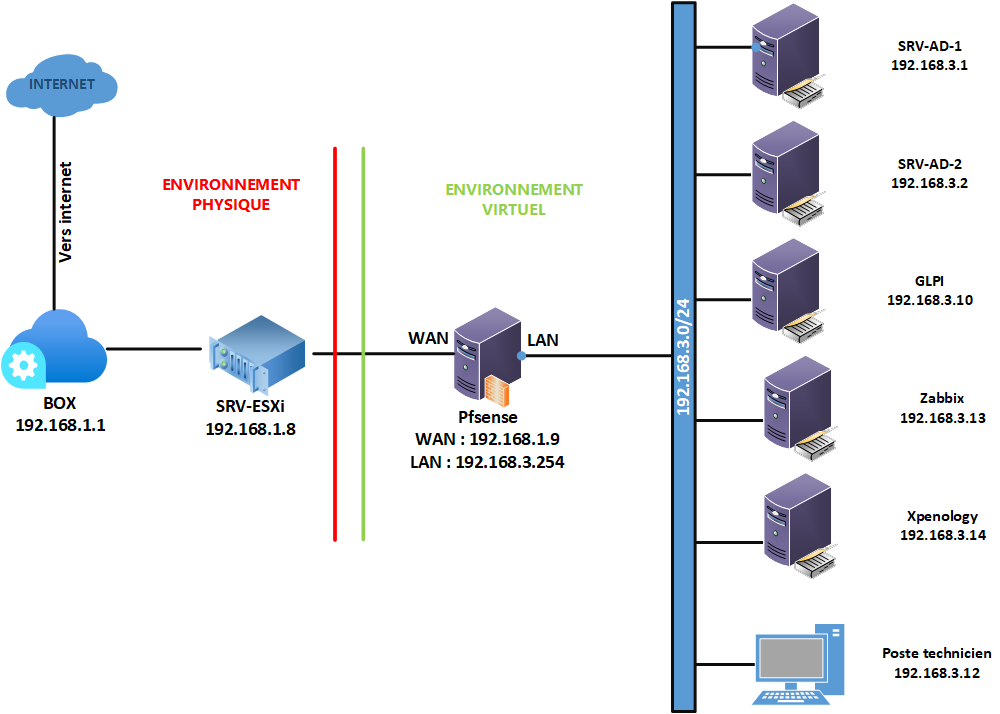 INTERNET
Vers internet
BOX
192.168.1.1
SRV-ESXi
192.168.1.8
ENVIRONNEMENT
PHYSIQUE
ENVIRONNEMENT
VIRTUEL
WAN
LAN
Pfsense
WAN : 192.168.1.9
LAN : 192.168.3.254
192.168.3.0/24
SRV-AD-1
192.168.3.1
SRV-AD-2
192.168.3.2
GLPI
192.168.3.10
Zabbix
192.168.3.13
Xpenology
192.168.3.14
Poste technicien
192.168.3.12